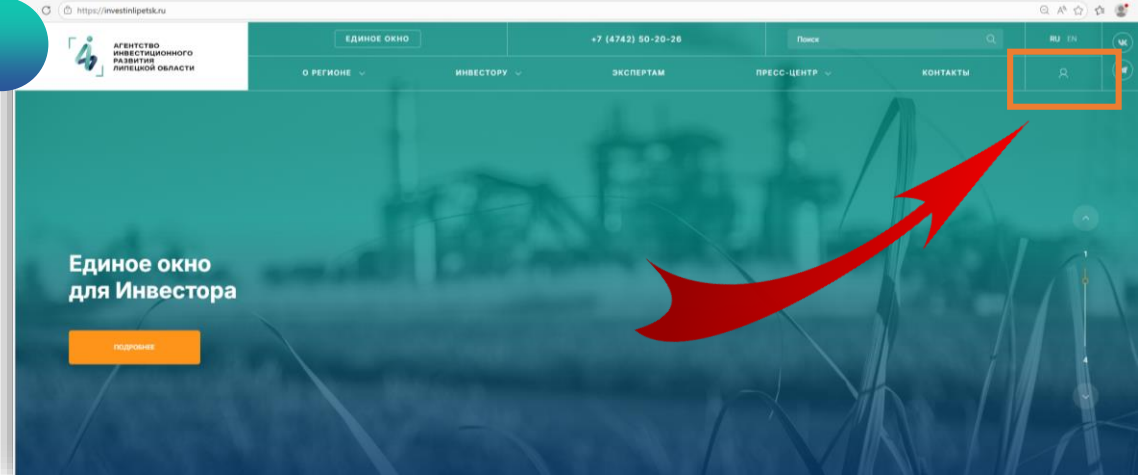 https://investinlipetsk.ru
АГЕНТСТВО
ИНВЕСТИЦИОННОГО
РАЗВИТИЯ
ЛИПЕЦКОЙ ОБЛАСТИ
ЕДИНОЕ ОКНО
+7 (4742) 50-20-26
Поиск
RU EN
О РЕГИОНЕ
ИНВЕСТОРУ
ЭКСПЕРТАМ
ПРЕСС-ЦЕНТР
КОНТАКТЫ
1
Единое окно
для Инвестора
ПОДРОБНЕЕ
4